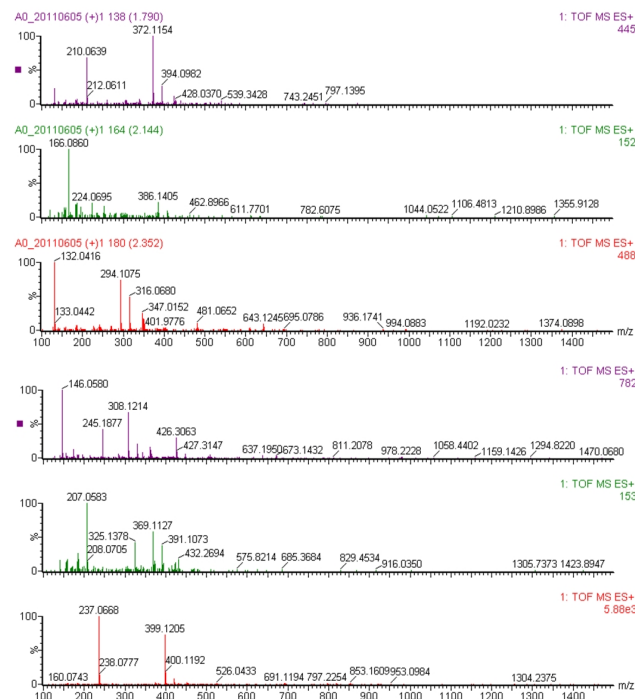 A0_20110605 (+)1 138 (1.790) 1: TOF MS ES+
445
372.1154
100
210.0639
%
212.0611
394.0982
428.0370 539.3428 743.2451 797.1395
0
A0_20110605 (+)1 164 (2.144) 1: TOF MS ES+
152
166.0860
100
%
224.0695 386.1405 462.8966 611.7701 782.6075 1044.0522 1106.4813 1210.8986 1355.9128
0
A0_20110605 (+)1 180 (2.352) 1: TOF MS ES+
488
132.0416
100
294.1075
316.0680
%
133.0442
347.0152
401.9776 481.0652 643.1245 695.0786 936.1741 994.0883 1192.0232 1374.0898
0 m/z
100 200 300 400 500 600 700 800 900 1000 1100 1200 1300 1400
1: TOF MS ES+
782
146.0580
100
308.1214
245.1877
%
426.3063
427.3147 637.1950 673.1432 811.2078 978.2228 1058.4402 1159.1426 1294.8220 1470.0680
0
1: TOF MS ES+
153
207.0583
100
369.1127
325.1378
%
208.0705
391.1073
432.2694 575.8214 685.3684 829.4534 916.0350 1305.7373 1423.8947
0
1: TOF MS ES+
5.88e3
237.0668
100
399.1205
%
238.0777
400.1192
160.0743 526.0433 691.1194 797.2254 853.1609 953.0984 1304.2375
0 m/z
100 200 300 400 500 600 700 800 900 1000 1100 1200 1300 1400